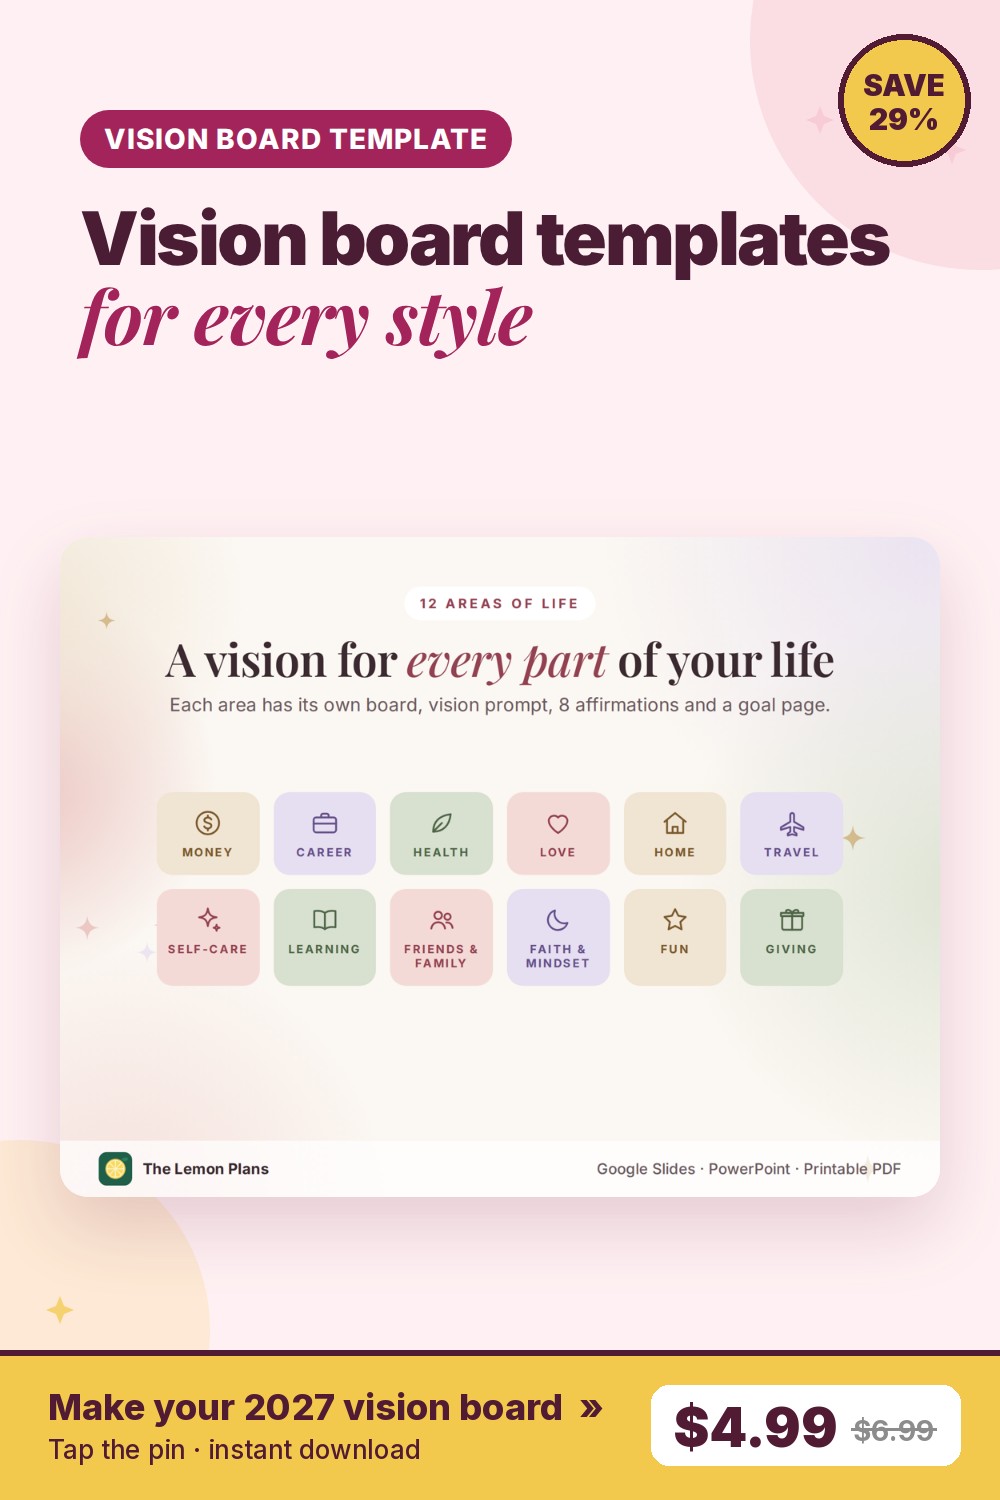 SAVE
29%
VISION BOARD TEMPLATE
Vision board templates
for every style
12 AREAS OF LIFE
A vision for every part of your life
Each area has its own board, vision prompt, 8 affirmations and a goal page.
MONEY
CAREER
HEALTH
LOVE
HOME
TRAVEL
SELF-CARE
LEARNING
FRIENDS &
FAMILY
FAITH &
MINDSET
FUN
GIVING
The Lemon Plans
Google Slides · PowerPoint · Printable PDF
Make your 2027 vision board »
Tap the pin · instant download
$4.99 $6.99